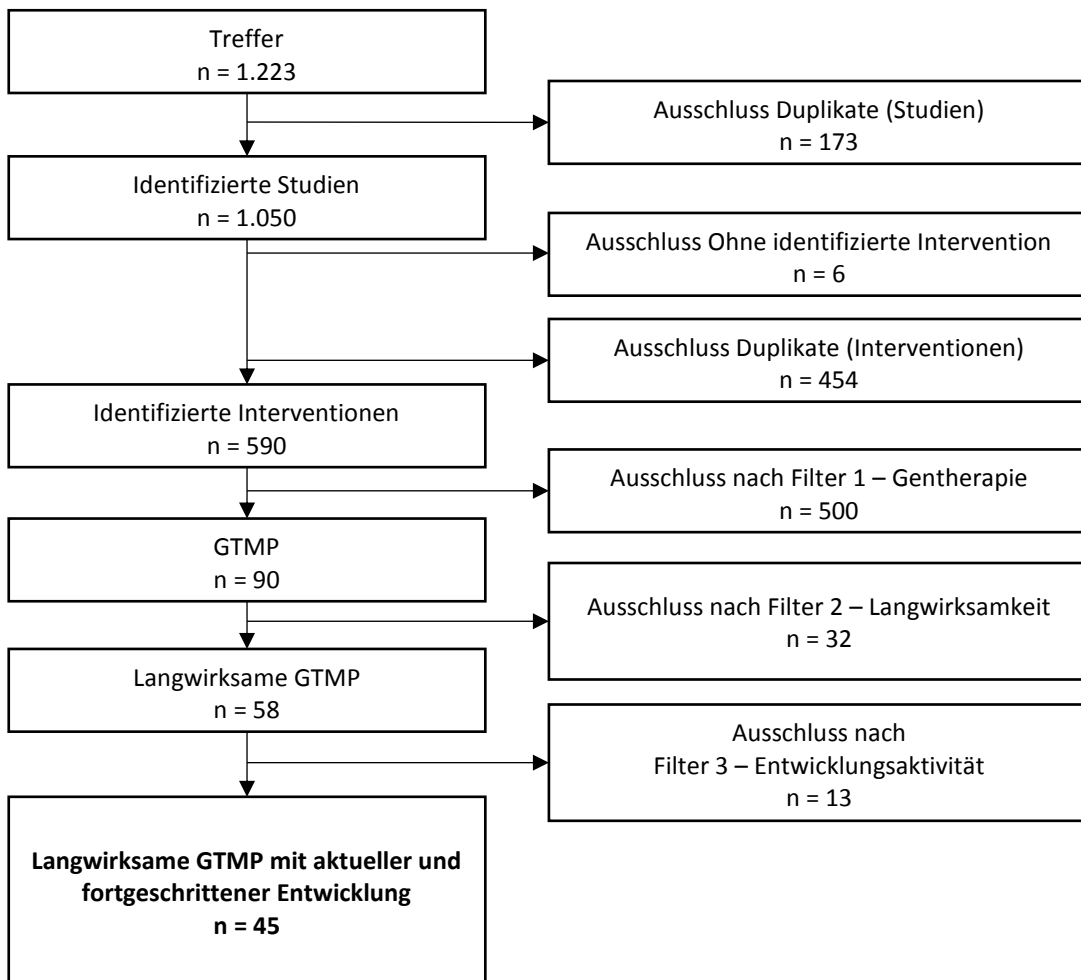 Treffer
n = 1.223
Ausschluss Duplikate (Studien)
n = 173
Identifizierte Studien
n = 1.050
Ausschluss Ohne identifizierte Intervention
n = 6
Ausschluss Duplikate (Interventionen)
n = 454
Identifizierte Interventionen
n = 590
Ausschluss nach Filter 1 – Gentherapie
n = 500
GTMP
n = 90
Ausschluss nach Filter 2 – Langwirksamkeit
n = 32
Langwirksame GTMP
n = 58
Ausschluss nach
Filter 3 – Entwicklungsaktivität
n = 13
Langwirksame GTMP mit aktueller und
fortgeschrittener Entwicklung
n = 45